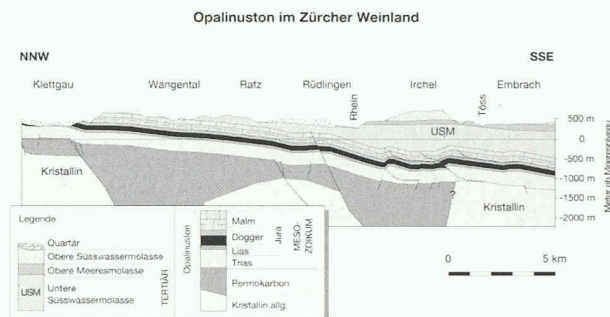 Opalinuston im Zürcher Weinland
NNW
SSE
Klettgau
Wangental
Rafz
Rüdlingen
Rhein
Irchel
Töss
Embrach
USM
500 m
0
-500 m
-1000 m
-1500 m
-2000 m
Meter ab Meeresniveau
Kristallin
?
Kristallin
Legende
Quartär
Obere Süsswassermolasse
Obere Meeresmolasse
USM
Untere
Süsswassermolasse
TERTIÄR
Opalinuston
Malm
Dogger
Lias
Trias
Jura
MESO-
ZOIKUM
Permokarbon
Kristallin allg.
0
5 km